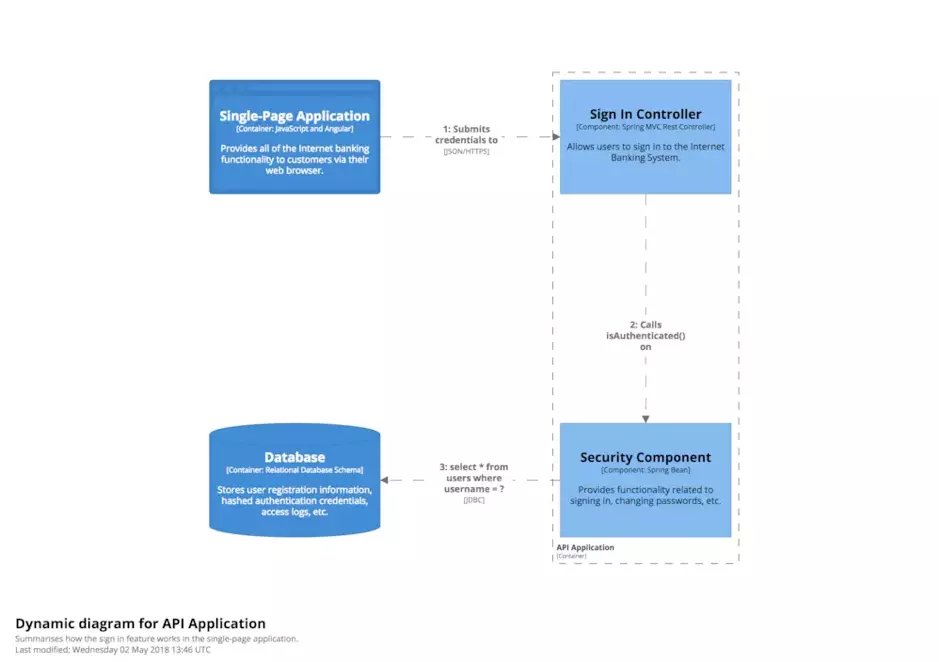 Single-Page Application
[Container: JavaScript and Angular]
Provides all of the Internet banking
functionality to customers via their
web browser.
1: Submits
credentials to
[JSON/HTTPS]
Sign In Controller
[Component: Spring MVC Rest Controller]
Allows users to sign in to the Internet
Banking System.
2: Calls
isAuthenticated()
on
Database
[Container: Relational Database Schema]
Stores user registration information,
hashed authentication credentials,
access logs, etc.
3: select * from
users where
username = ?
[JDBC]
Security Component
[Component: Spring Bean]
Provides functionality related to
signing in, changing passwords, etc.
API Application
[Container]
Dynamic diagram for API Application
Summarises how the sign in feature works in the single-page application.
Last modified: Wednesday 02 May 2018 13:46 UTC